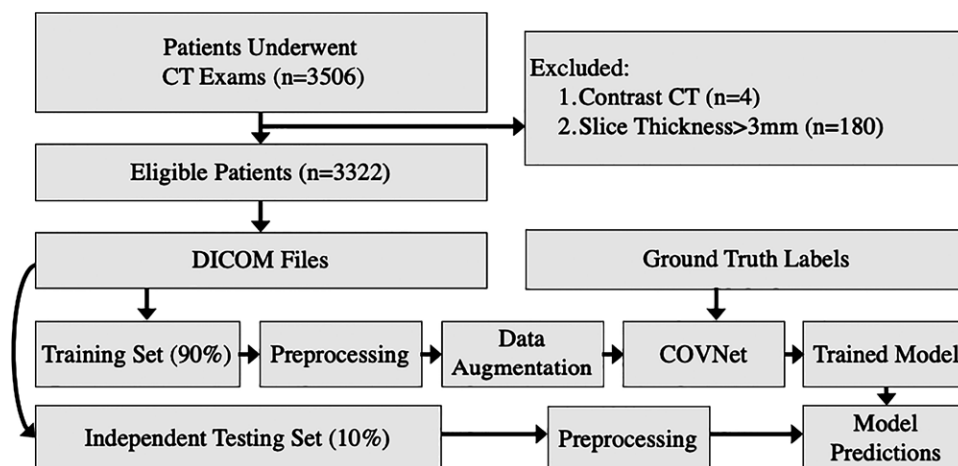 Patients Underwent
CT Exams (n=3506)
Excluded:
1.Contrast CT (n=4)
2.Slice Thickness>3mm (n=180)
Eligible Patients (n=3322)
DICOM Files
Ground Truth Labels
Training Set (90%)
Preprocessing
Data
Augmentation
COVNet
Trained Model
Independent Testing Set (10%)
Preprocessing
Model
Predictions